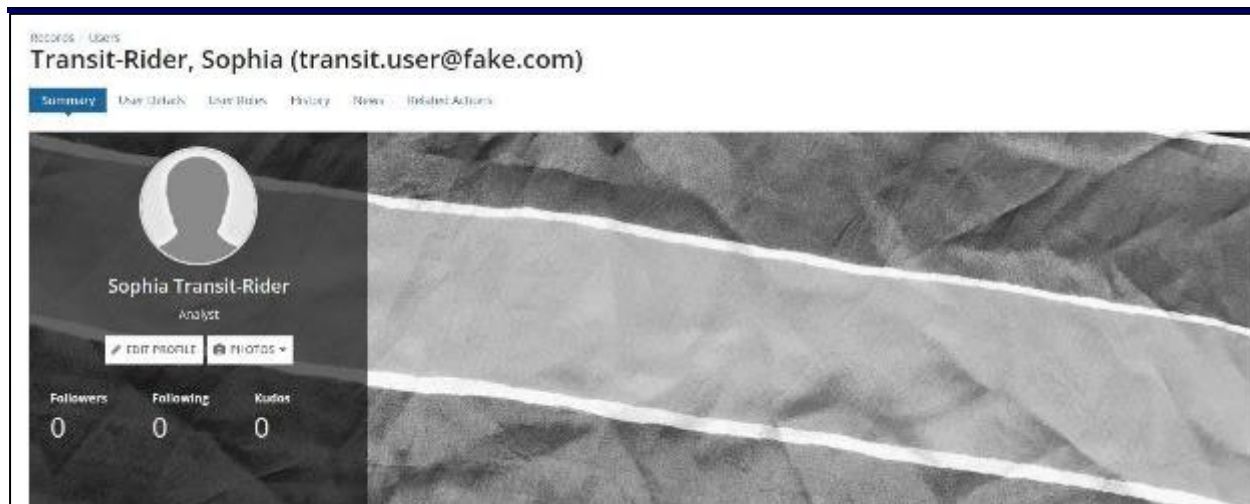 Records / Users
Transit-Rider, Sophia (transit.user@fake.com)
Summary User Details User Roles History News Related Actions
Sophia Transit-Rider
Analyst
EDIT PROFILE PHOTOS
Followers Following Kudos
0 0 0